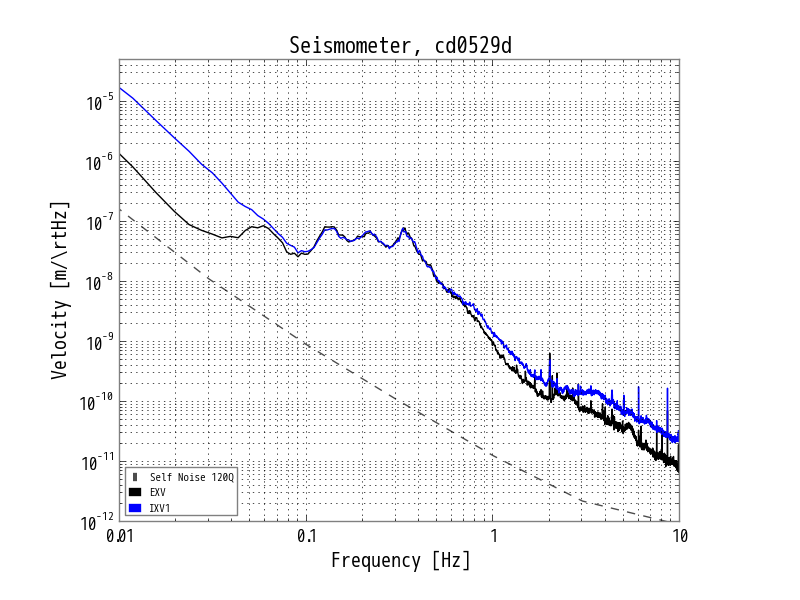 Seismometer, cd0529d
Velocity [m/\rtHz]
10^-5
10^-6
10^-7
10^-8
10^-9
10^-10
10^-11
10^-12
Self Noise 120Q
EXV
IXV1
0.01 0.1 1 10
Frequency [Hz]